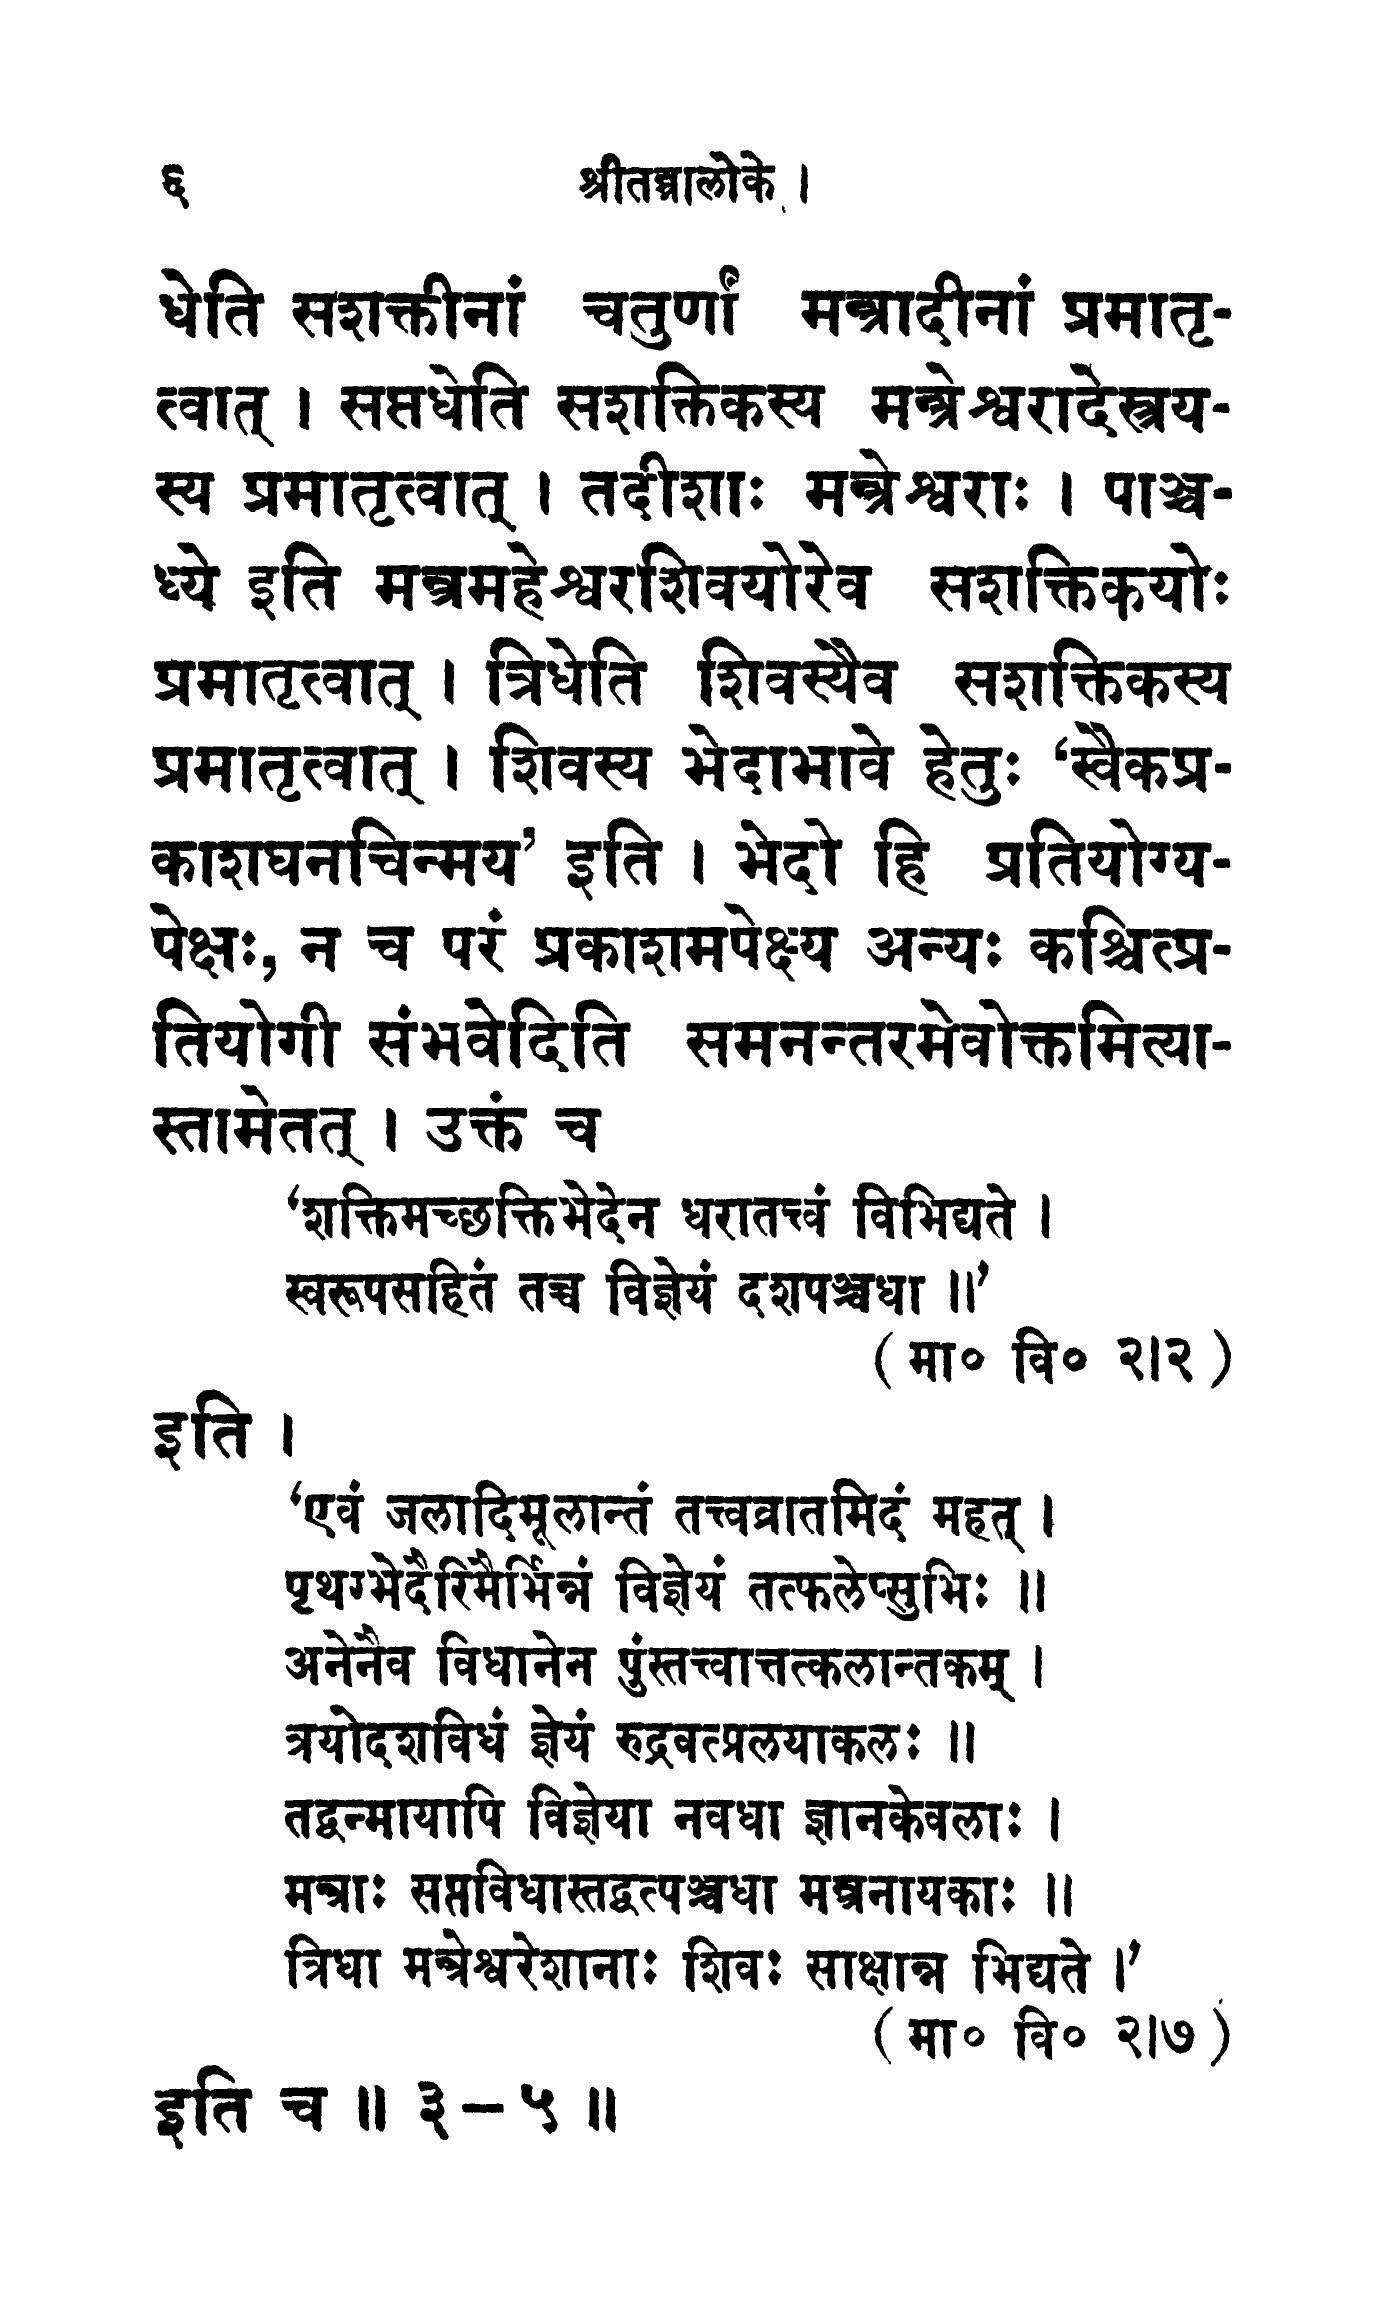 ६ श्रीतन्त्रालोके ।
धेति सशक्तीनां चतुर्णां मन्त्रादीनां प्रमातृ-
त्वात् । सप्तधेति सशक्तिकस्य मन्त्रेश्वरादेस्त्रय-
स्य प्रमातृत्वात् । तदीशाः मन्त्रेश्वराः । पाञ्च-
ध्ये इति मन्त्रमहेश्वरशिवयोरेव सशक्तिकयोः
प्रमातृत्वात् । त्रिधेति शिवस्यैव सशक्तिकस्य
प्रमातृत्वात् । शिवस्य भेदाभावे हेतुः ‘स्वैकप्र-
काशघनचिन्मय’ इति । भेदो हि प्रतियोग्य-
पेक्षः, न च परं प्रकाशमपेक्ष्य अन्यः कश्चित्प्र-
तियोगी संभवेदिति समनन्तरमेवोक्तमित्या-
स्तामेतत् । उक्तं च
‘शक्तिमच्छक्तिभेदेन धरातत्त्वं विभिद्यते ।
स्वरूपसहितं तच्च विज्ञेयं दशपञ्चधा ॥’
( मा० वि० २।२ )
इति ।
‘एवं जलादिमूलान्तं तत्त्वव्रातमिदं महत् ।
पृथग्भेदैरिमैर्भिन्नं विज्ञेयं तत्फलेप्सुभिः ॥
अनेनैव विधानेन पुंस्तत्त्वात्तत्कलान्तकम् ।
त्रयोदशविधं ज्ञेयं रुद्रवत्प्रलयाकलः ॥
तद्वन्मायापि विज्ञेया नवधा ज्ञानकेवलाः ।
मन्त्राः सप्तविधास्तद्वत्पञ्चधा मन्त्रनायकाः ॥
त्रिधा मन्त्रेश्वरेशानाः शिवः साक्षान्न भिद्यते ।’
( मा० वि० २।७ )
इति च ॥ ३ – ५ ॥